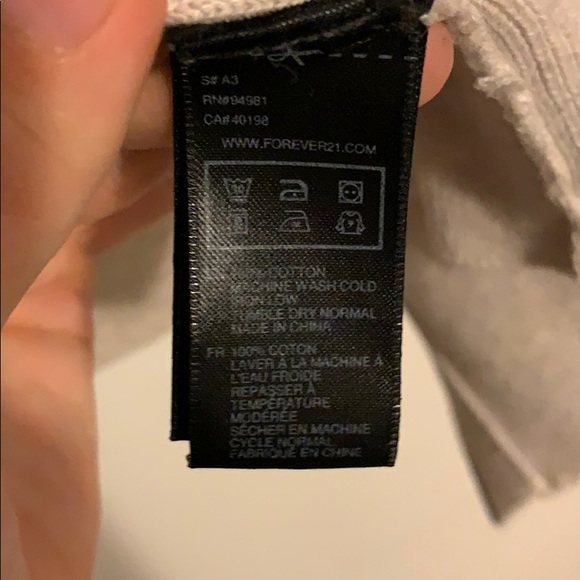 S# A3
RN#94981
CA# 40198
WWW.FOREVER21.COM
100% COTTON
MACHINE WASH COLD
IRON LOW
TUMBLE DRY NORMAL
MADE IN CHINA
FR 100% COTON
LAVER À LA MACHINE À
L'EAU FROIDE
REPASSER À
TEMPÉRATURE
MODÉRÉE
SÉCHER EN MACHINE
CYCLE NORMAL
FABRIQUÉ EN CHINE